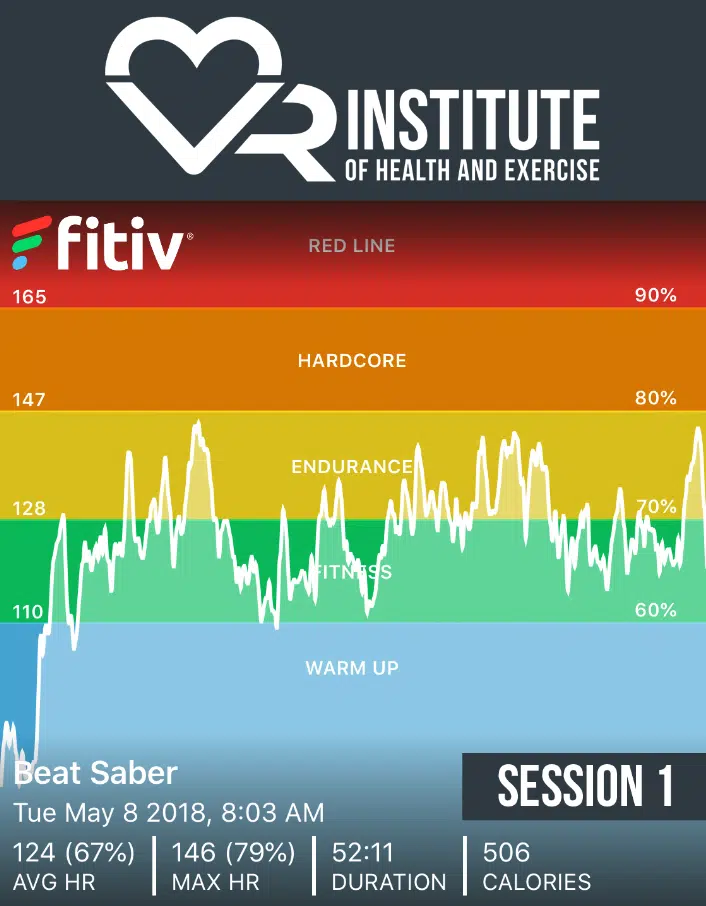 VR INSTITUTE
OF HEALTH AND EXERCISE
fitiv®
RED LINE
165 90%
HARDCORE
147 80%
ENDURANCE
128 70%
FITNESS
110 60%
WARM UP
Beat Saber
SESSION 1
Tue May 8 2018, 8:03 AM
124 (67%) 146 (79%) 52:11 506
AVG HR MAX HR DURATION CALORIES